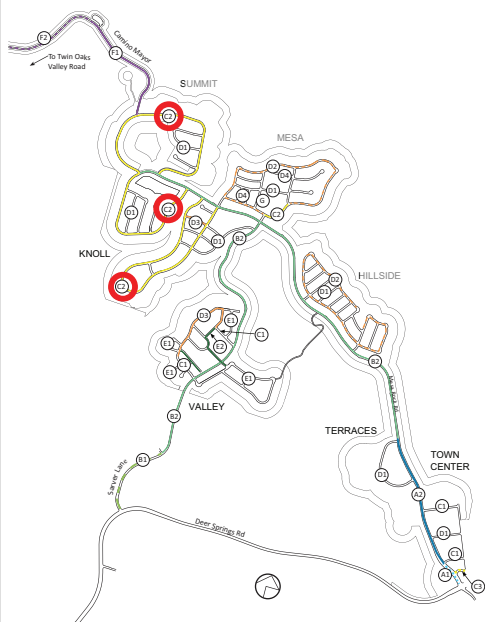 F2
F1
Camino Mayor
To Twin Oaks
Valley Road
SUMMIT
C2
D1
MESA
D2
D4
D4
D1
G
C2
C2
D1
D3
D1
B2
KNOLL
C2
HILLSIDE
D2
D1
D3
E1
C1
E2
E1
C1
E1
E1
B2
VALLEY
B2
TERRACES
TOWN
CENTER
B1
Sarver Lane
D1
A2
C1
Deer Springs Rd
D1
C1
A1
C3